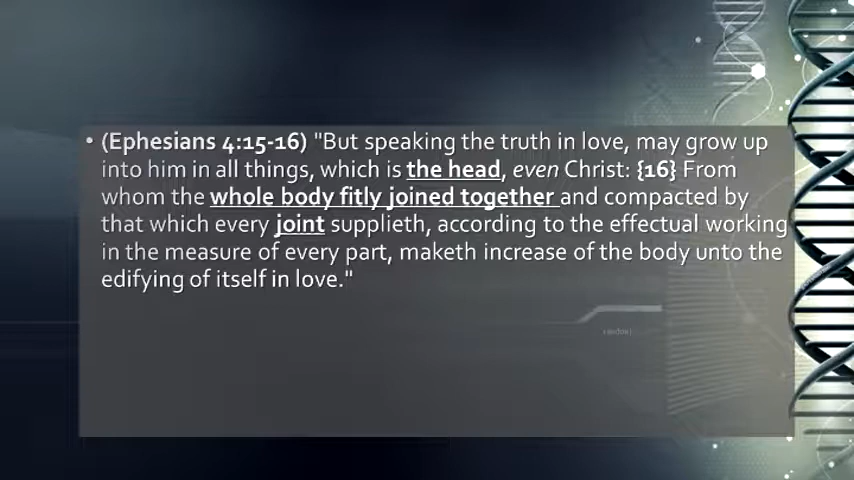 • (Ephesians 4:15-16) "But speaking the truth in love, may grow up
into him in all things, which is the head, even Christ: {16} From
whom the whole body fitly joined together and compacted by
that which every joint supplieth, according to the effectual working
in the measure of every part, maketh increase of the body unto the
edifying of itself in love."